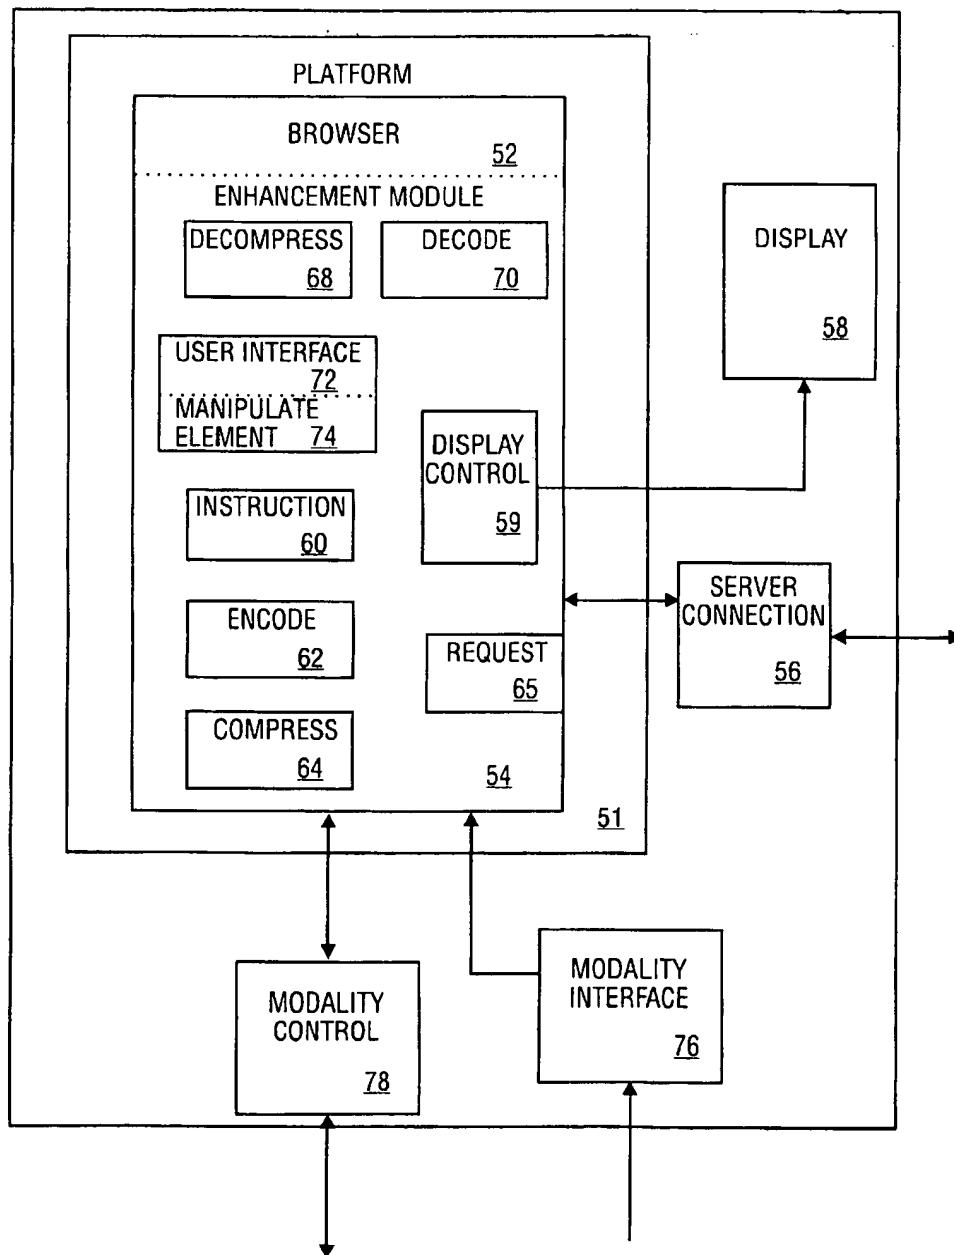 PLATFORM
BROWSER
52
ENHANCEMENT MODULE
DECOMPRESS
68
DECODE
70
USER INTERFACE
72
MANIPULATE
ELEMENT 74
DISPLAY
CONTROL
59
DISPLAY
58
INSTRUCTION
60
ENCODE
62
REQUEST
65
COMPRESS
64
54
51
SERVER
CONNECTION
56
MODALITY
CONTROL
78
MODALITY
INTERFACE
76